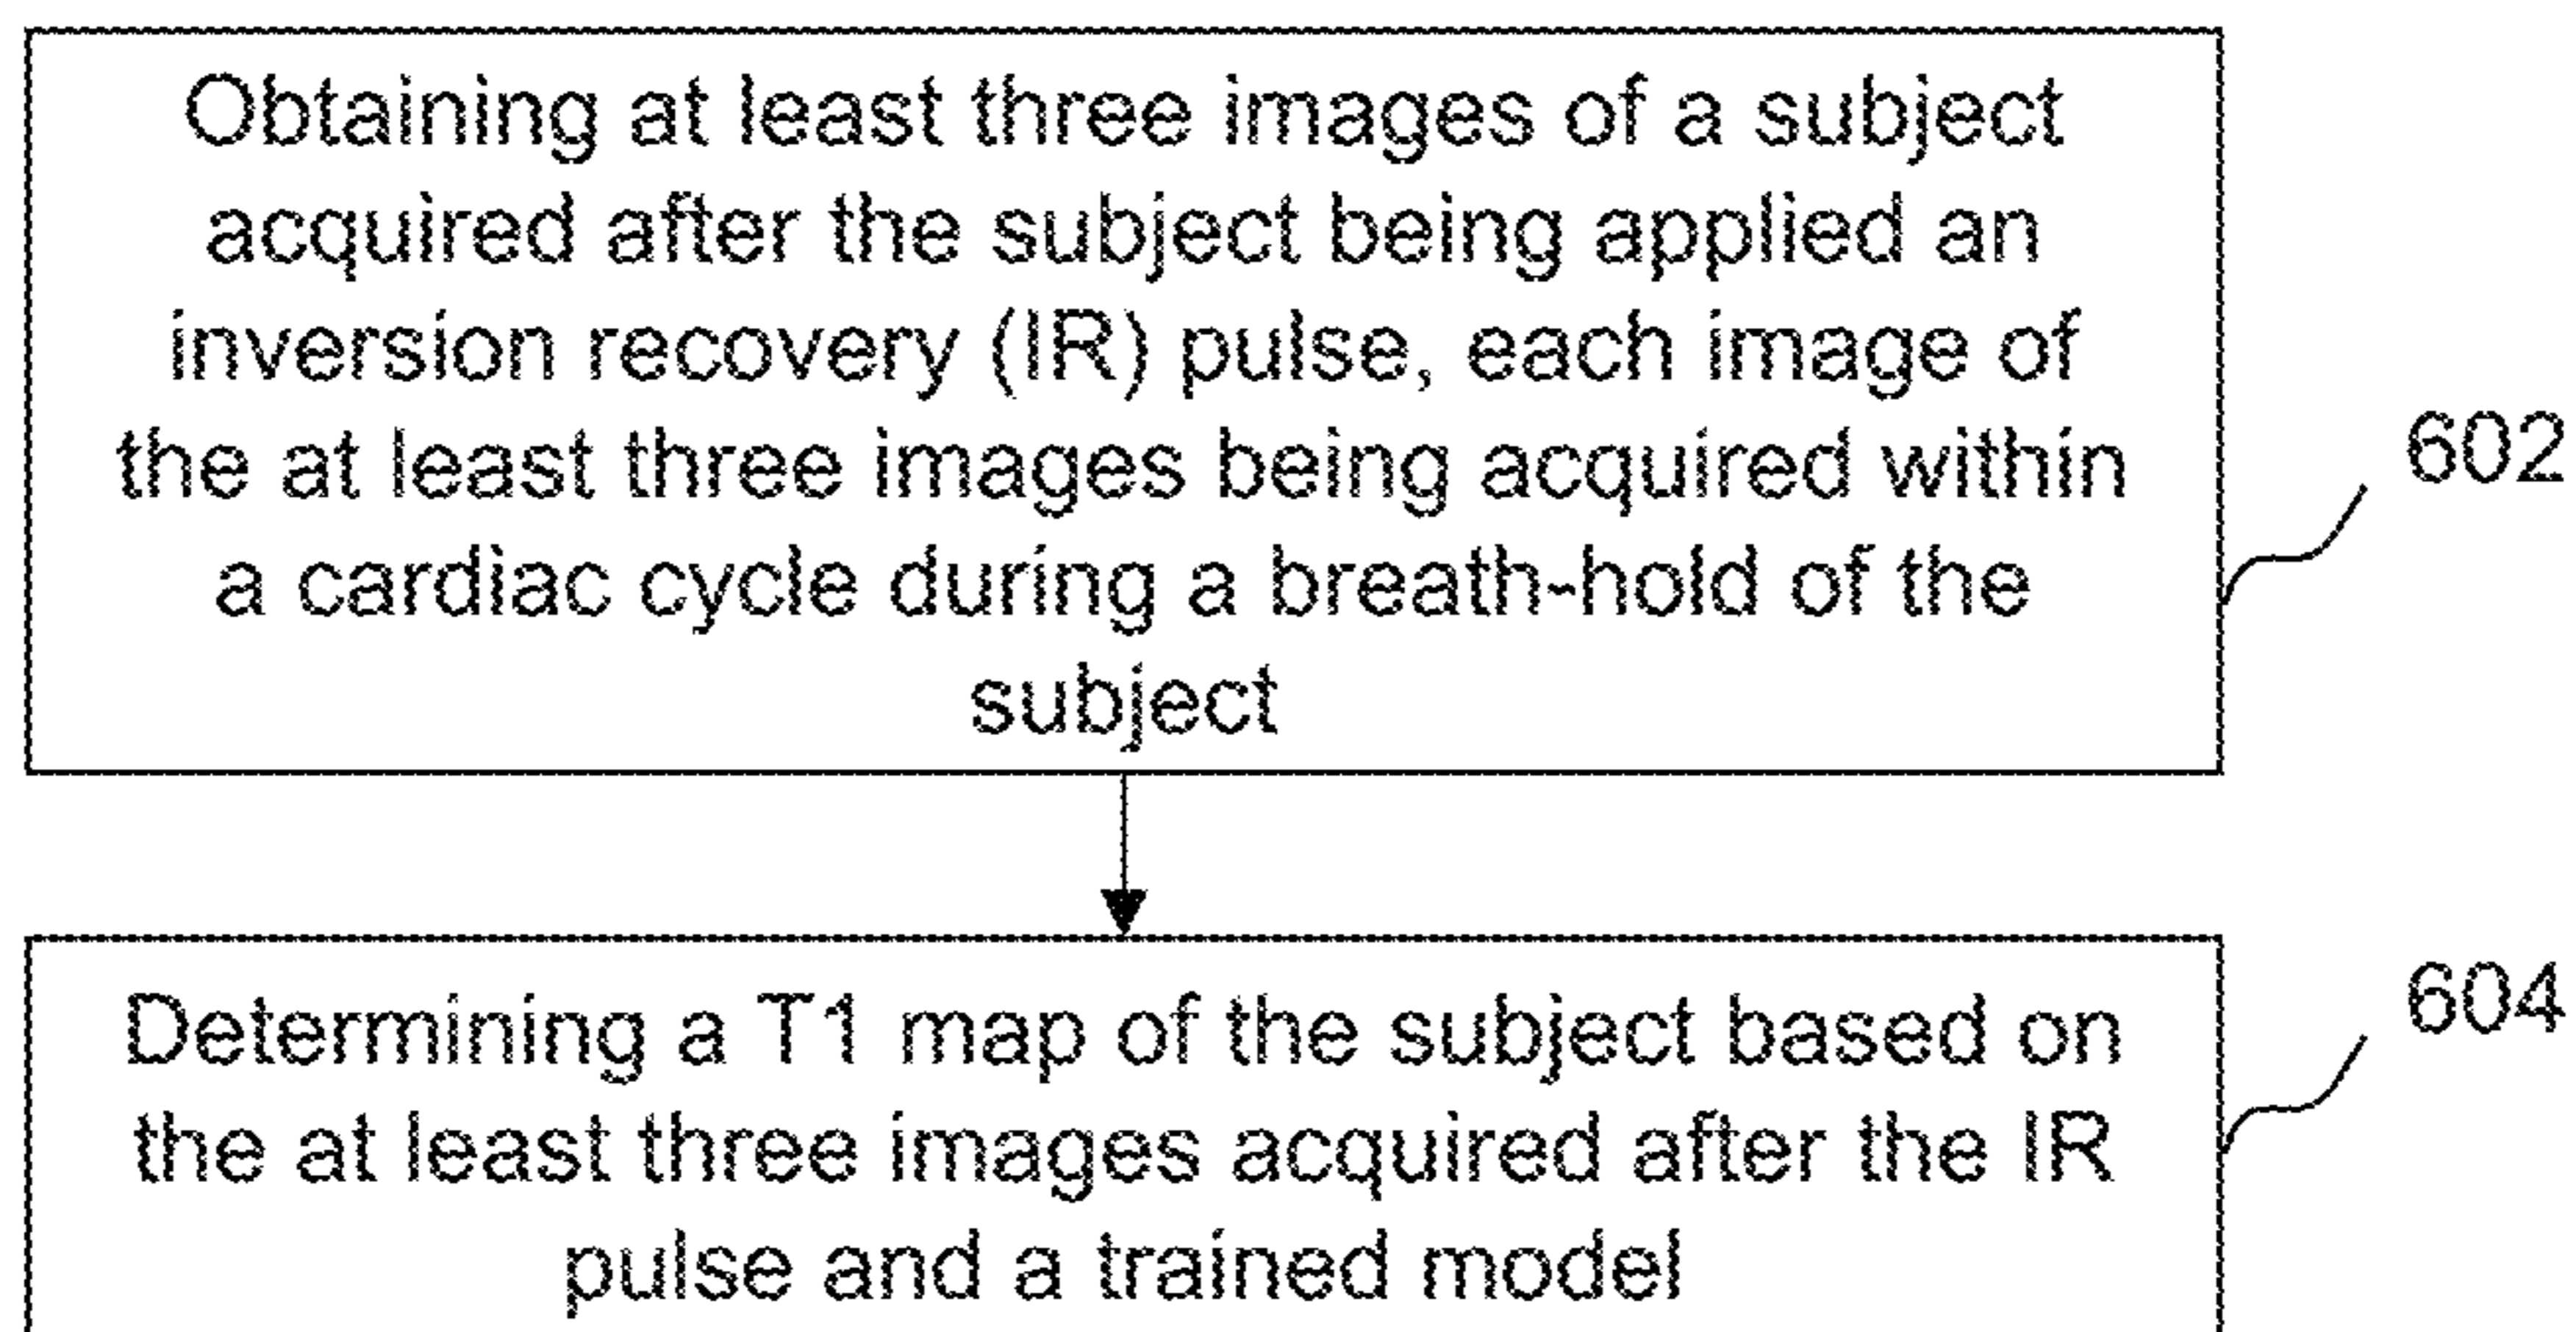 Obtaining at least three images of a subject
acquired after the subject being applied an
inversion recovery (IR) pulse, each image of
the at least three images being acquired within
a cardiac cycle during a breath-hold of the
subject
602
Determining a T1 map of the subject based on
the at least three images acquired after the IR
pulse and a trained model
604